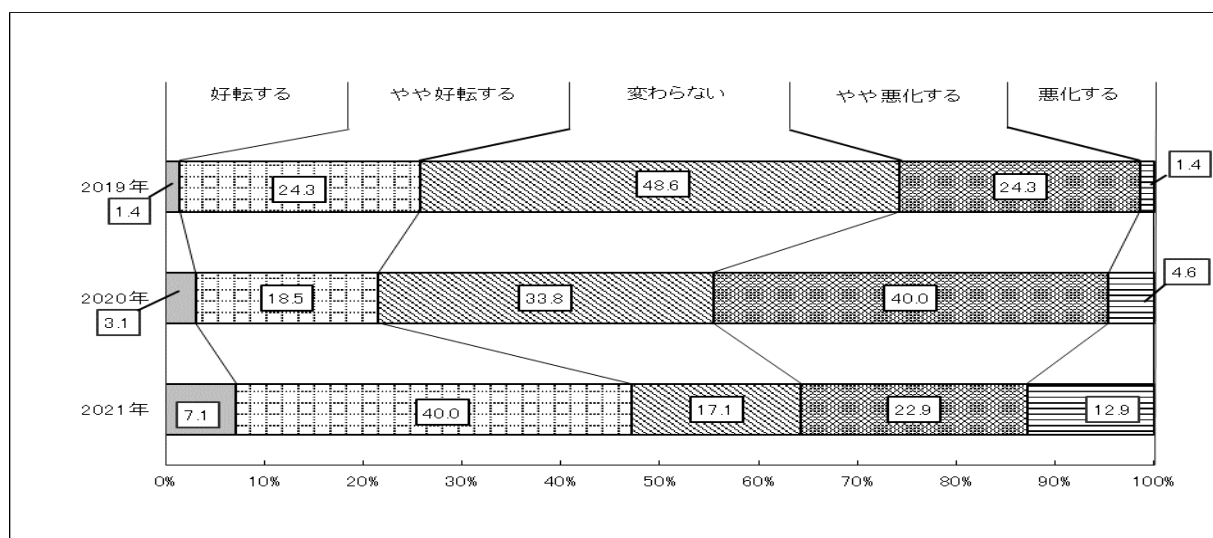 好転する やや好転する 変わらない やや悪化する 悪化する
2019年 1.4 24.3 48.6 24.3 1.4
2020年 3.1 18.5 33.8 40.0 4.6
2021年 7.1 40.0 17.1 22.9 12.9
0% 10% 20% 30% 40% 50% 60% 70% 80% 90% 100%